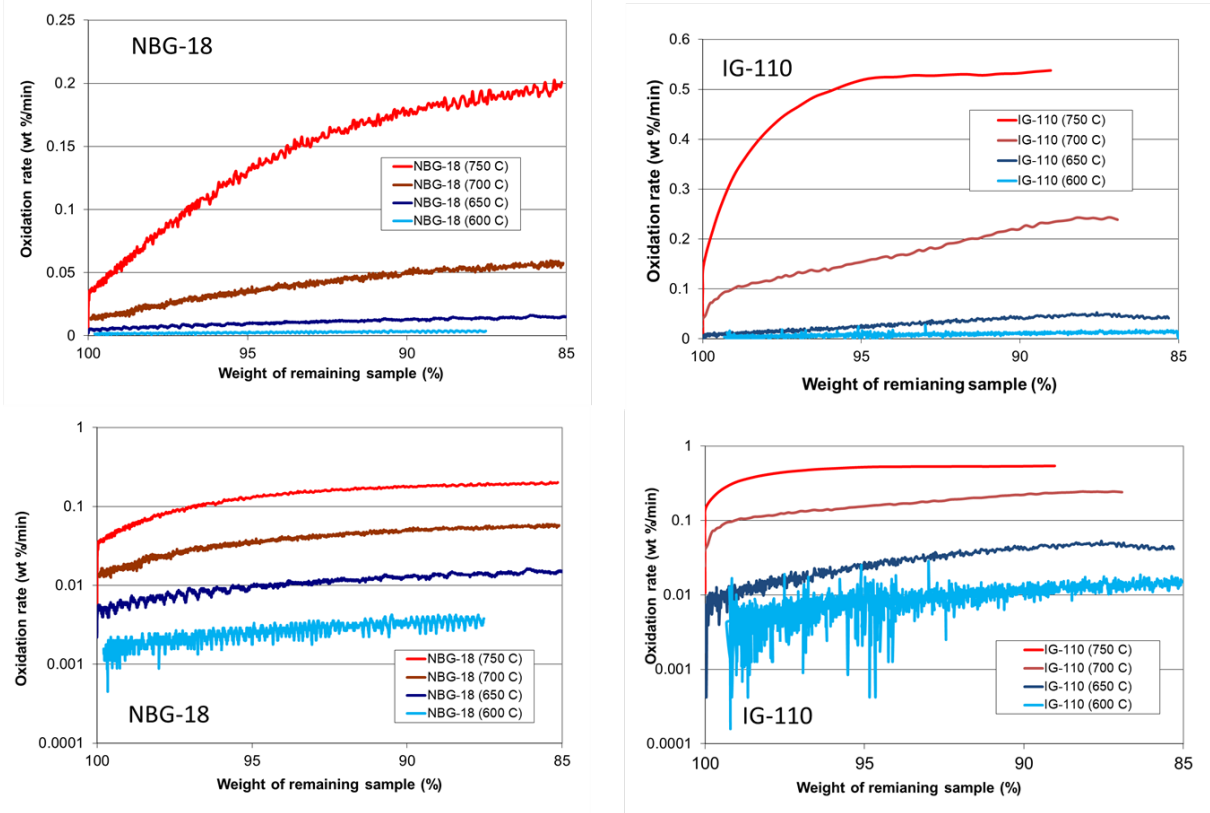 NBG-18
Oxidation rate (wt %/min)
0.25
0.2
0.15
0.1
0.05
0
NBG-18 (750 C)
NBG-18 (700 C)
NBG-18 (650 C)
NBG-18 (600 C)
100
95
90
85
Weight of remaining sample (%)
IG-110
Oxidation rate (wt %/min)
0.6
0.5
0.4
0.3
0.2
0.1
0
IG-110 (750 C)
IG-110 (700 C)
IG-110 (650 C)
IG-110 (600 C)
100
95
90
85
Weight of remianing sample (%)
Oxidation rate (wt %/min)
1
0.1
0.01
0.001
0.0001
NBG-18 (750 C)
NBG-18 (700 C)
NBG-18 (650 C)
NBG-18 (600 C)
NBG-18
100
95
90
85
Weight of remaining sample (%)
Oxidation rate (wt %/min)
1
0.1
0.01
0.001
0.0001
IG-110 (750 C)
IG-110 (700 C)
IG-110 (650 C)
IG-110 (600 C)
IG-110
100
95
90
85
Weight of remianing sample (%)